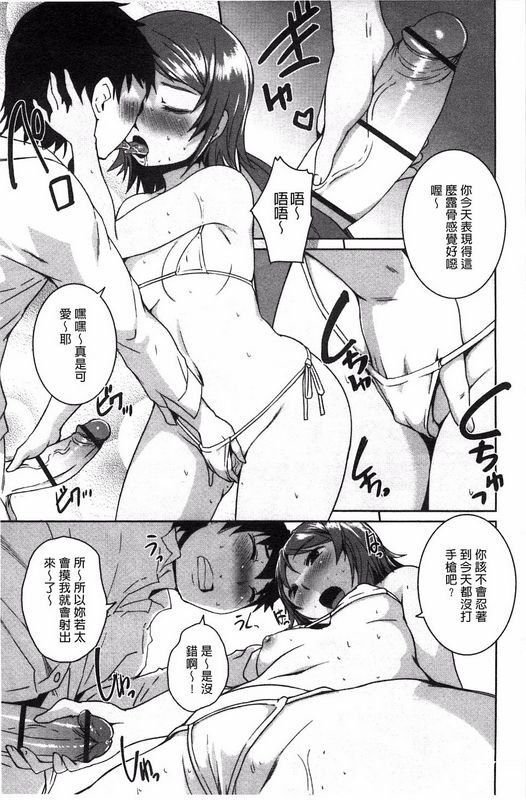 你今天表現得這
麼露骨感覺好噁
喔～
唔～
唔唔～
嘿嘿～真是可
愛～耶
你該不會忍著
到今天都沒打
手槍吧？
是～是沒
錯啊～！
所～所以妳若太
會摸我就會射出
來～了～